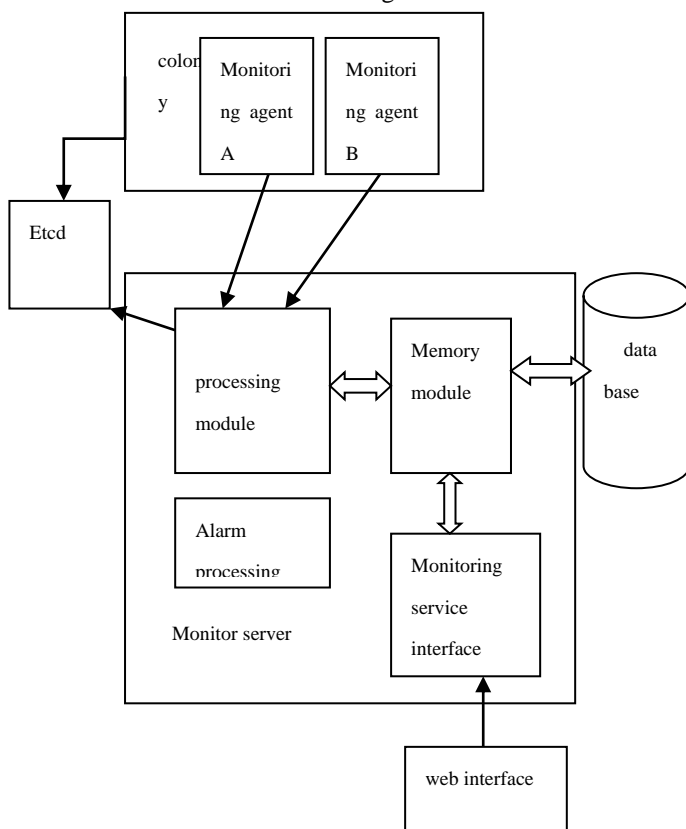 colon
y
Monitori
ng agent
A
Monitori
ng agent
B
Etcd
processing
module
Memory
module
data
base
Alarm
processing
Monitoring
service
interface
Monitor server
web interface